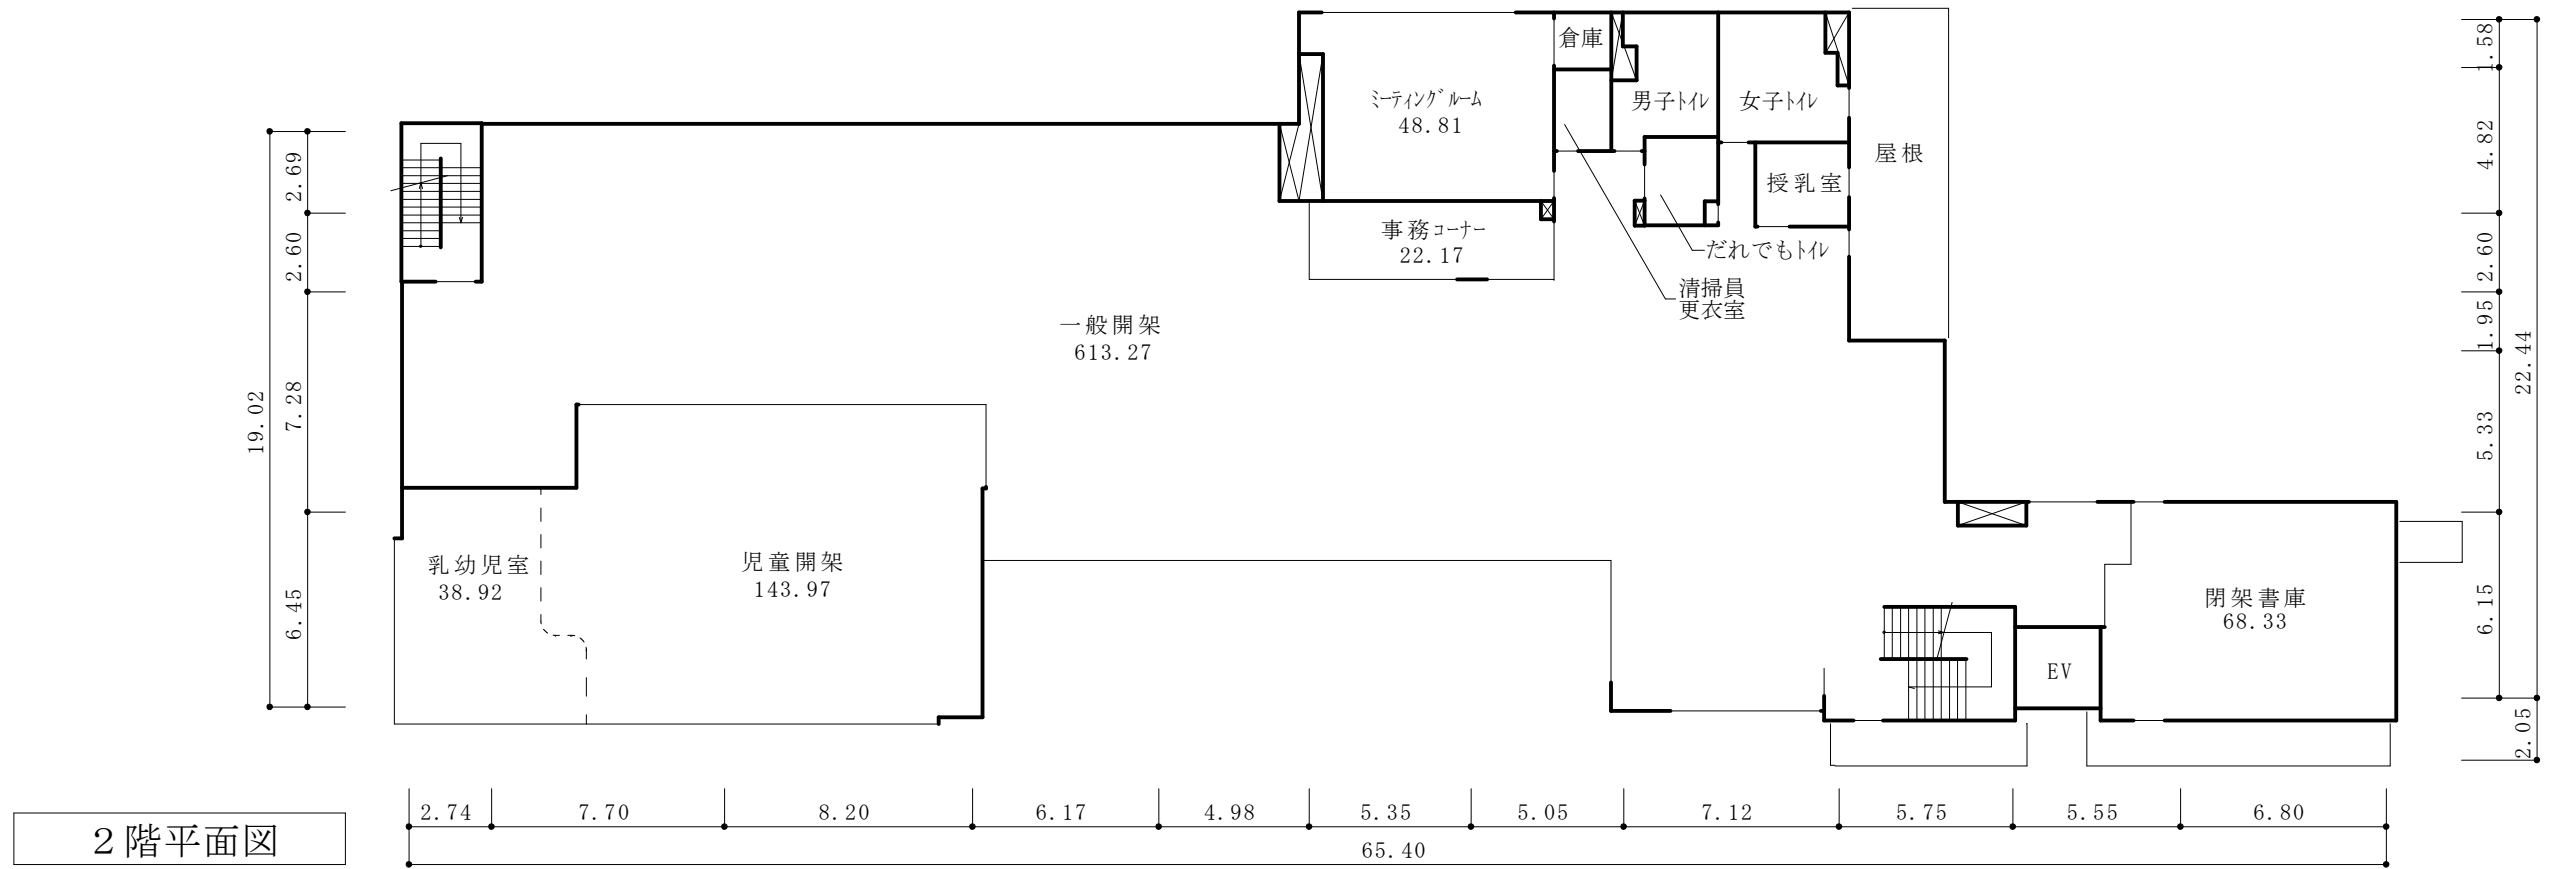 倉庫
ミーティングルーム
48.81
男子トイレ
女子トイレ
屋根
授乳室
事務コーナー
22.17
だれでもトイレ
清掃員
更衣室
一般開架
613.27
乳幼児室
38.92
児童開架
143.97
閉架書庫
68.33
EV
2.69
2.60
7.28
6.45
19.02
1.58
4.82
2.60
1.95
5.33
6.15
22.44
2.05
2.74 7.70 8.20 6.17 4.98 5.35 5.05 7.12 5.75 5.55 6.80
65.40
２階平面図